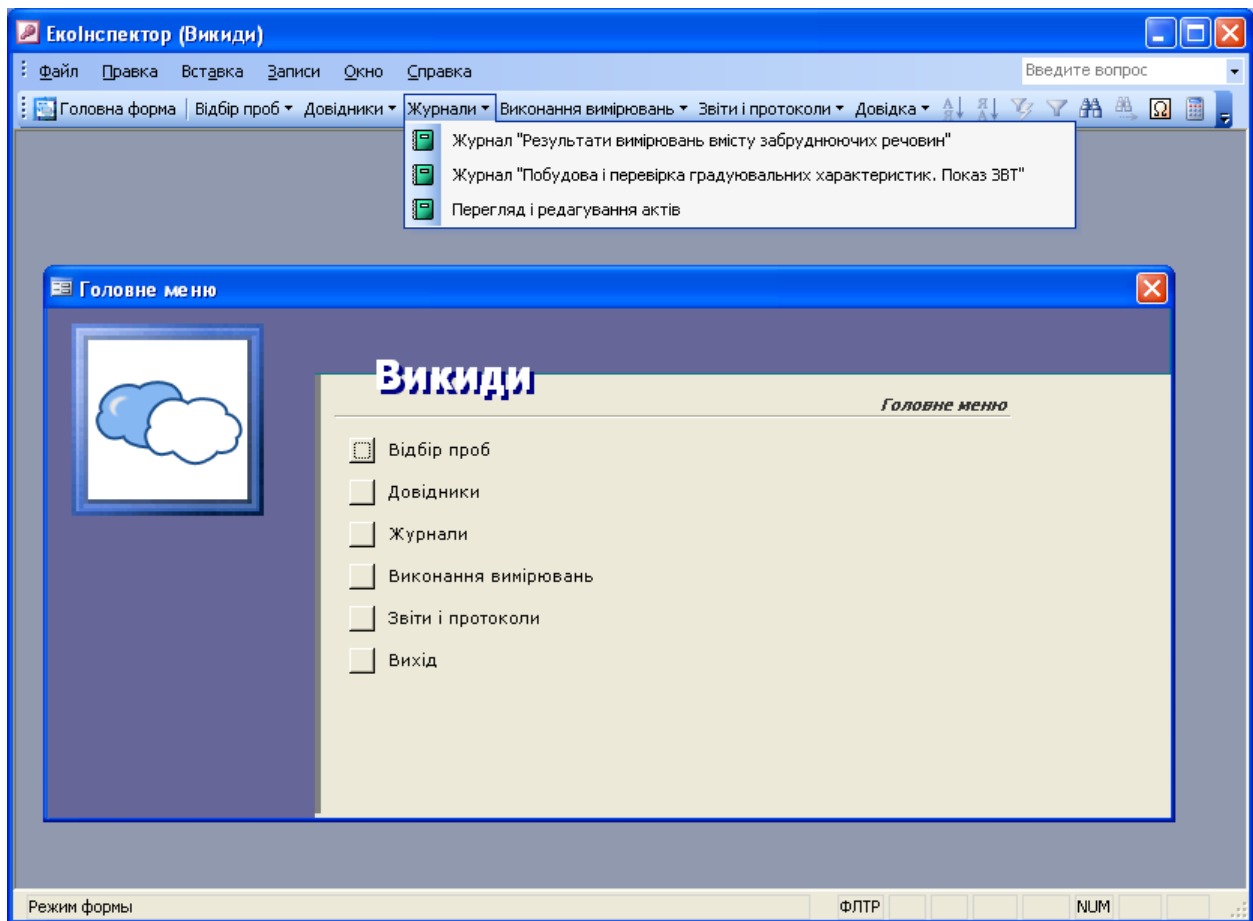 ЕкоІнспектор (Викиди)
Файл Правка Вставка Записи Окно Справка Введите вопрос
Головна форма Відбір проб Довідники Журнали Виконання вимірювань Звіти і протоколи Довідка
Журнал "Результати вимірювань вмісту забруднюючих речовин"
Журнал "Побудова і перевірка градуювальних характеристик. Показ ЗВТ"
Перегляд і редагування актів
Головне меню
Викиди
Головне меню
Відбір проб
Довідники
Журнали
Виконання вимірювань
Звіти і протоколи
Вихід
Режим формы ФЛТР NUM